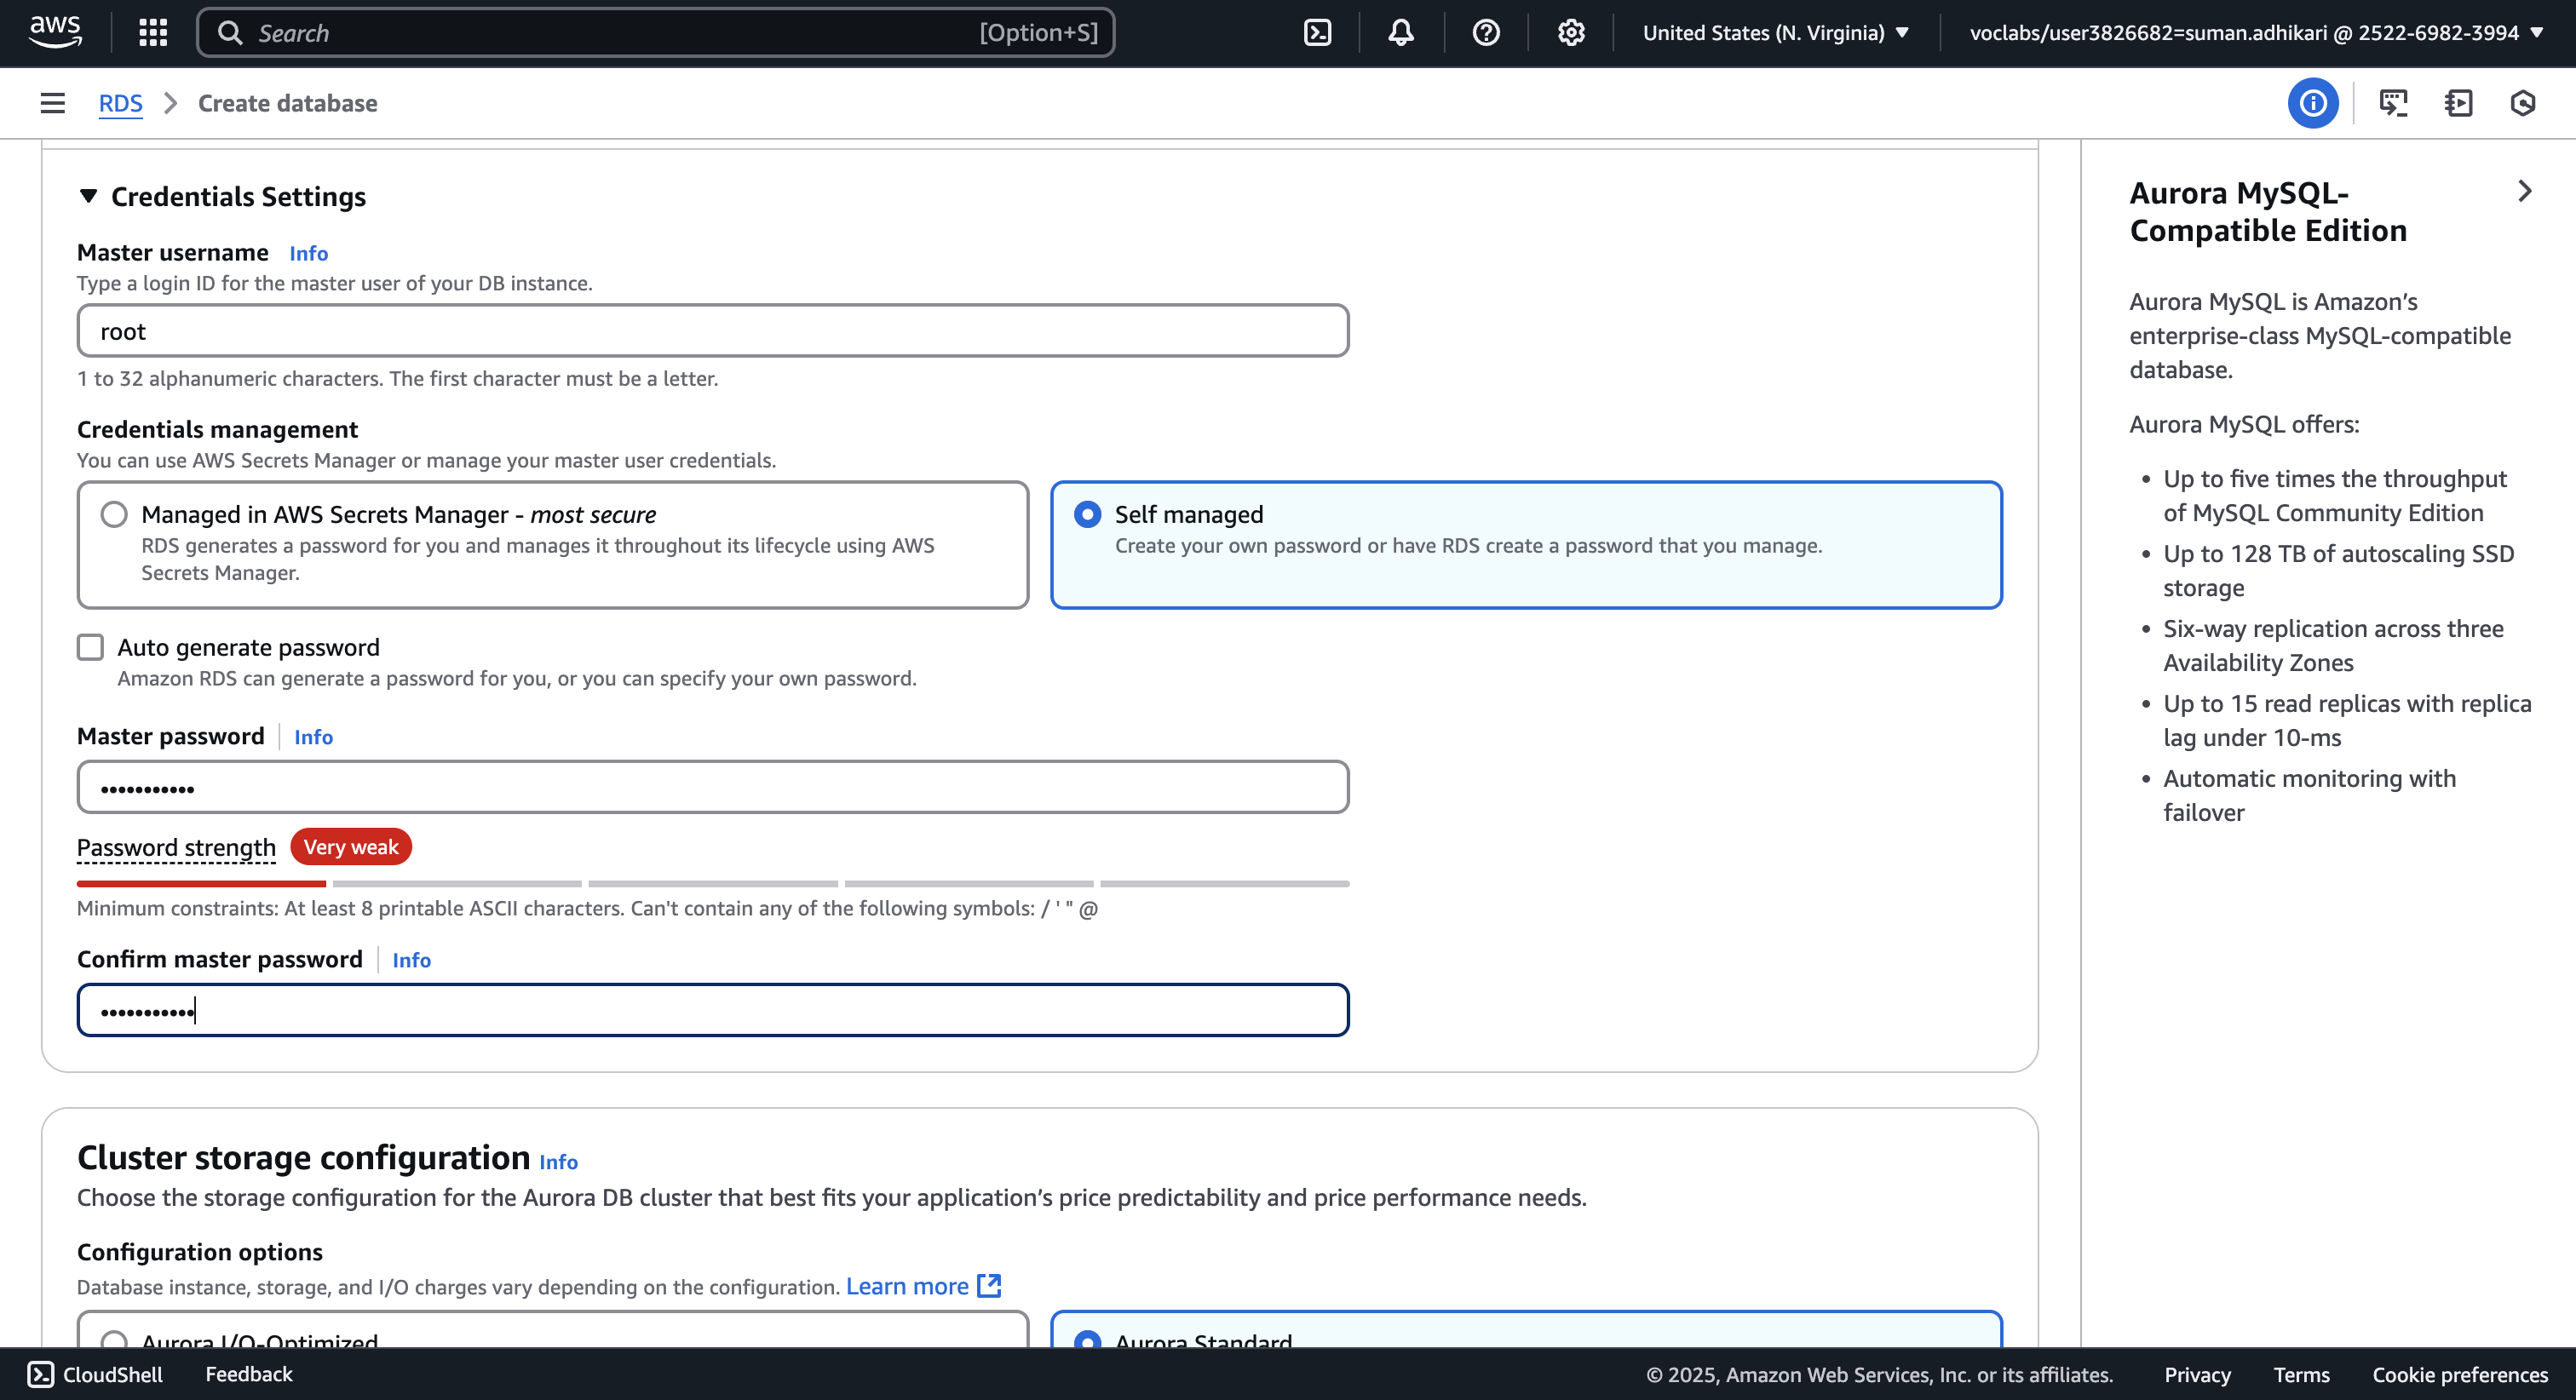 aws
Search
[Option+S]
United States (N. Virginia)
voclabs/user3826682=suman.adhikari @ 2522-6982-3994
RDS
Create database
Credentials Settings
Master username Info
Type a login ID for the master user of your DB instance.
root
1 to 32 alphanumeric characters. The first character must be a letter.
Credentials management
You can use AWS Secrets Manager or manage your master user credentials.
Managed in AWS Secrets Manager - most secure
RDS generates a password for you and manages it throughout its lifecycle using AWS
Secrets Manager.
Self managed
Create your own password or have RDS create a password that you manage.
Auto generate password
Amazon RDS can generate a password for you, or you can specify your own password.
Master password Info
•••••••••••
Password strength Very weak
Minimum constraints: At least 8 printable ASCII characters. Can't contain any of the following symbols: / ' " @
Confirm master password Info
•••••••••••
Cluster storage configuration Info
Choose the storage configuration for the Aurora DB cluster that best fits your application’s price predictability and price performance needs.
Configuration options
Database instance, storage, and I/O charges vary depending on the configuration. Learn more
Aurora I/O-Optimized
Aurora Standard
Aurora MySQL-
Compatible Edition
Aurora MySQL is Amazon’s
enterprise-class MySQL-compatible
database.
Aurora MySQL offers:
• Up to five times the throughput
of MySQL Community Edition
• Up to 128 TB of autoscaling SSD
storage
• Six-way replication across three
Availability Zones
• Up to 15 read replicas with replica
lag under 10-ms
• Automatic monitoring with
failover
CloudShell
Feedback
© 2025, Amazon Web Services, Inc. or its affiliates.
Privacy
Terms
Cookie preferences